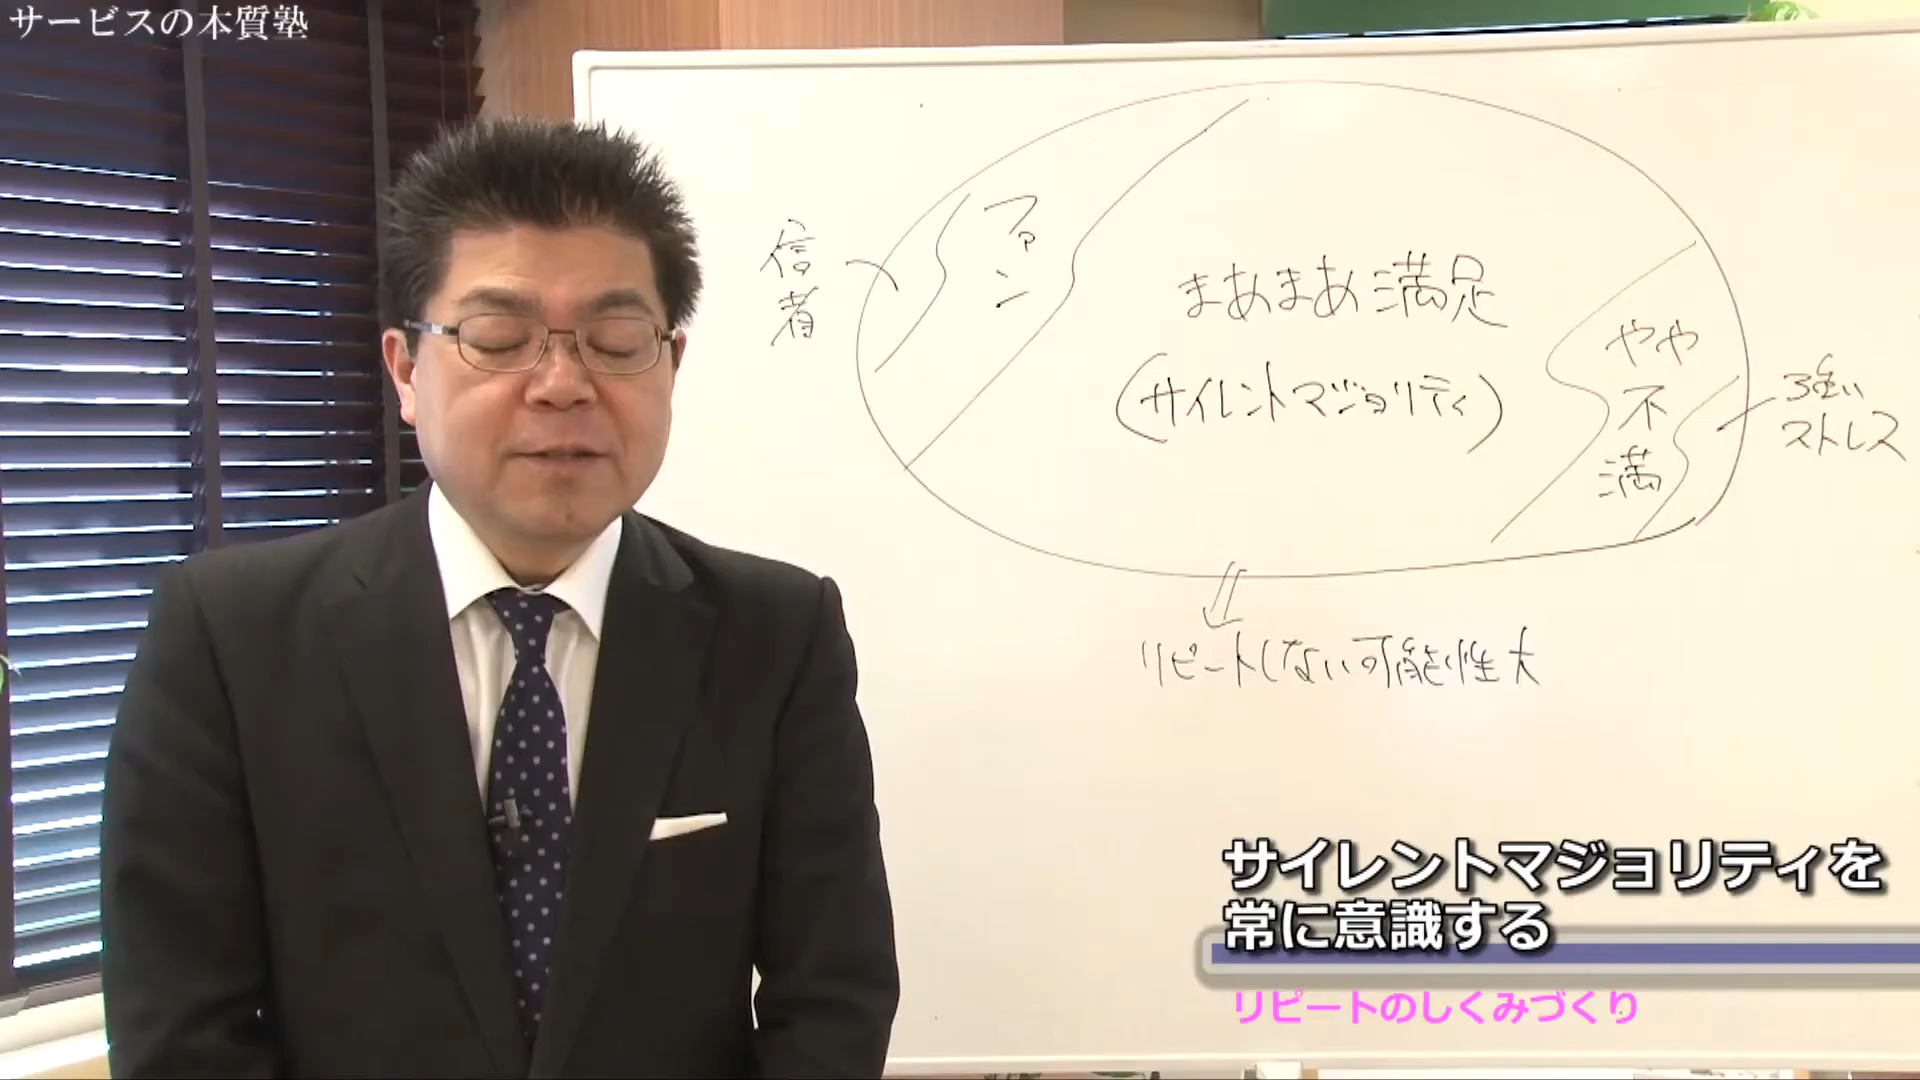 サービスの本質塾
信者
ファン
まあまあ満足
(サイレントマジョリティ)
やや不満
強い
ストレス
リピートしない可能性大
サイレントマジョリティを
常に意識する
リピートのしくみづくり